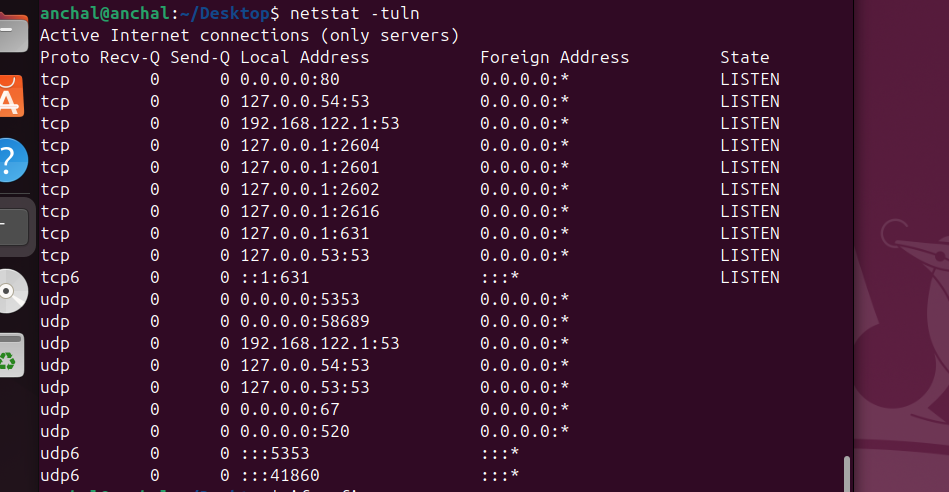 anchal@anchal:~/Desktop$ netstat -tuln
Active Internet connections (only servers)
Proto Recv-Q Send-Q Local Address           Foreign Address         State
tcp        0      0 0.0.0.0:80              0.0.0.0:*               LISTEN
tcp        0      0 127.0.0.54:53           0.0.0.0:*               LISTEN
tcp        0      0 192.168.122.1:53        0.0.0.0:*               LISTEN
tcp        0      0 127.0.0.1:2604          0.0.0.0:*               LISTEN
tcp        0      0 127.0.0.1:2601          0.0.0.0:*               LISTEN
tcp        0      0 127.0.0.1:2602          0.0.0.0:*               LISTEN
tcp        0      0 127.0.0.1:2616          0.0.0.0:*               LISTEN
tcp        0      0 127.0.0.1:631           0.0.0.0:*               LISTEN
tcp        0      0 127.0.0.53:53           0.0.0.0:*               LISTEN
tcp6       0      0 ::1:631                 :::*                    LISTEN
udp        0      0 0.0.0.0:5353            0.0.0.0:*
udp        0      0 0.0.0.0:58689           0.0.0.0:*
udp        0      0 192.168.122.1:53        0.0.0.0:*
udp        0      0 127.0.0.54:53           0.0.0.0:*
udp        0      0 127.0.0.53:53           0.0.0.0:*
udp        0      0 0.0.0.0:67              0.0.0.0:*
udp        0      0 0.0.0.0:520             0.0.0.0:*
udp6       0      0 :::5353                 :::*
udp6       0      0 :::41860                :::*